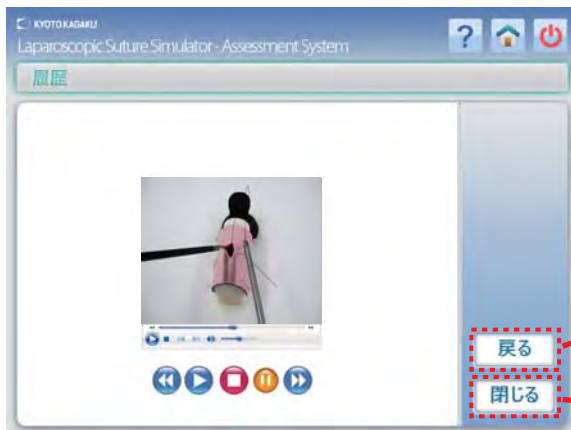 KYOTO KAGAKU
Laparoscopic Suture Simulator - Assessment System
?
履歴
戻る
閉じる